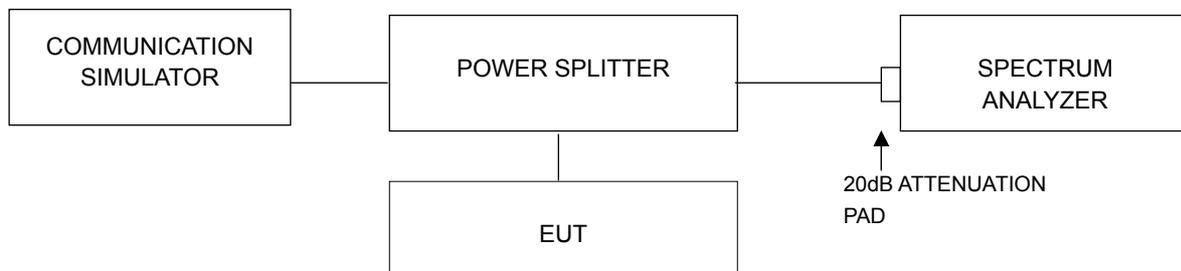 COMMUNICATION
SIMULATOR
POWER SPLITTER
SPECTRUM
ANALYZER
20dB ATTENUATION
PAD
EUT